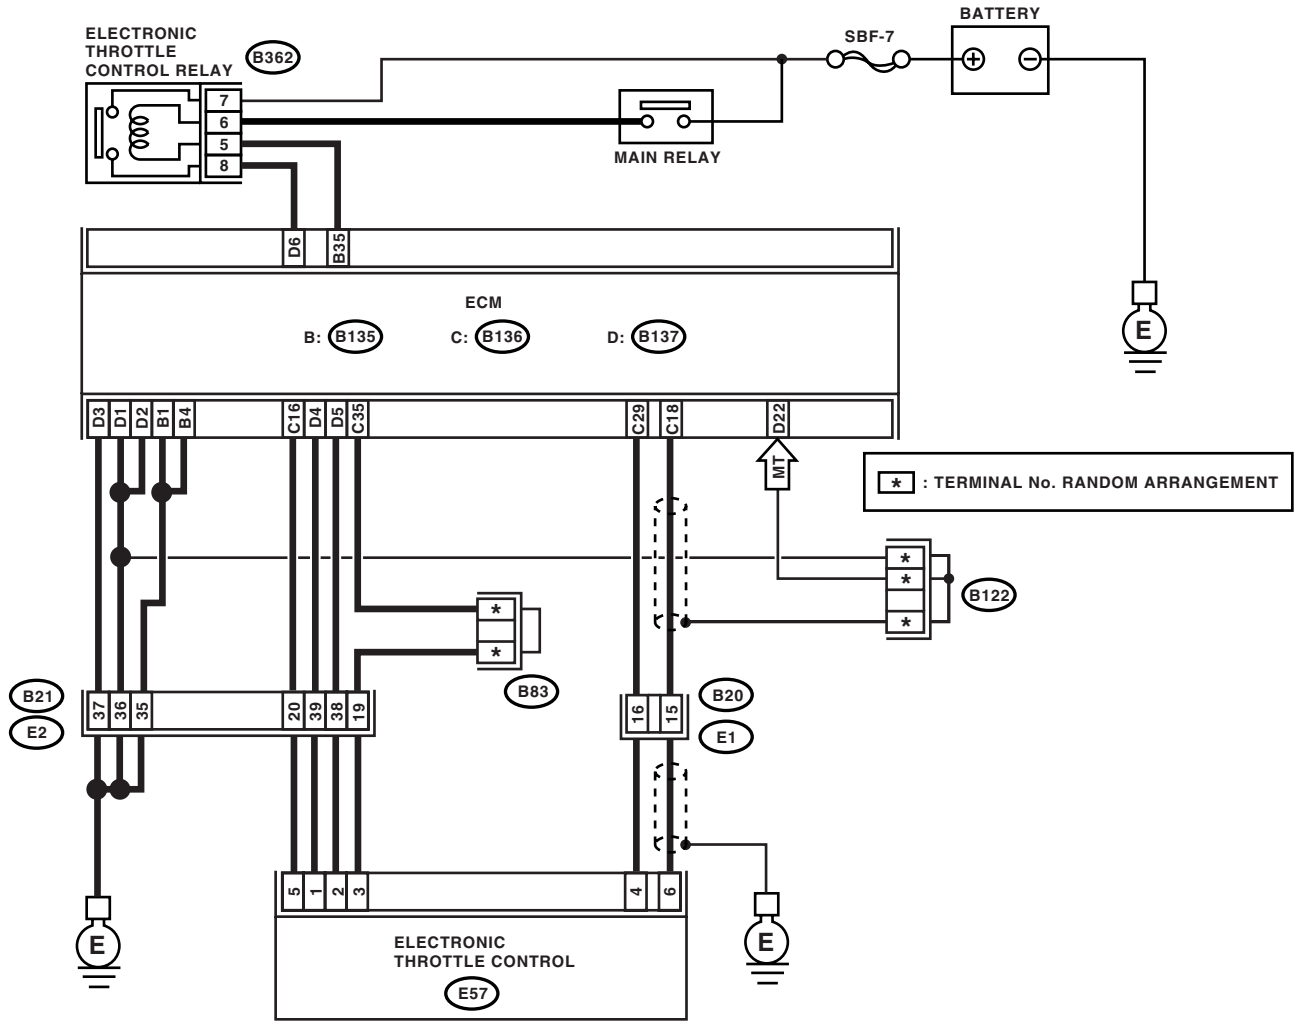 BATTERY
ELECTRONIC
THROTTLE
CONTROL RELAY
B362
SBF-7
+
−
7
6
5
8
MAIN RELAY
D6
B35
ECM
B: B135
C: B136
D: B137
E
D3
D1
D2
B1
B4
C16
D4
D5
C35
C29
C18
D22
MT
* : TERMINAL No. RANDOM ARRANGEMENT
*
*
*
B122
*
*
B83
B21
E2
37
36
35
20
39
38
19
16
15
B20
E1
5
1
2
3
4
6
E
E
ELECTRONIC
THROTTLE CONTROL
E57